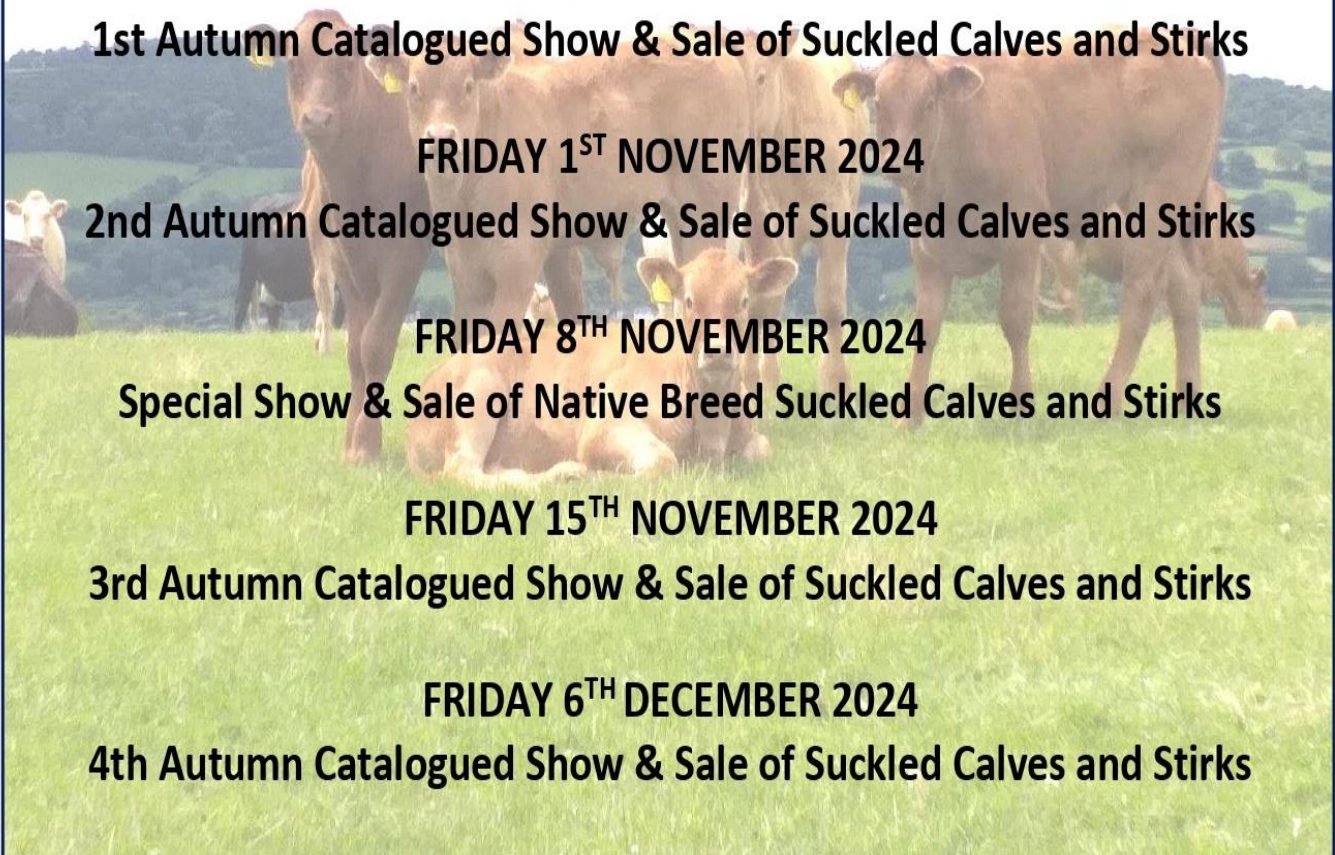 1st Autumn Catalogued Show & Sale of Suckled Calves and Stirks
FRIDAY 1ST NOVEMBER 2024
2nd Autumn Catalogued Show & Sale of Suckled Calves and Stirks
FRIDAY 8TH NOVEMBER 2024
Special Show & Sale of Native Breed Suckled Calves and Stirks
FRIDAY 15TH NOVEMBER 2024
3rd Autumn Catalogued Show & Sale of Suckled Calves and Stirks
FRIDAY 6TH DECEMBER 2024
4th Autumn Catalogued Show & Sale of Suckled Calves and Stirks